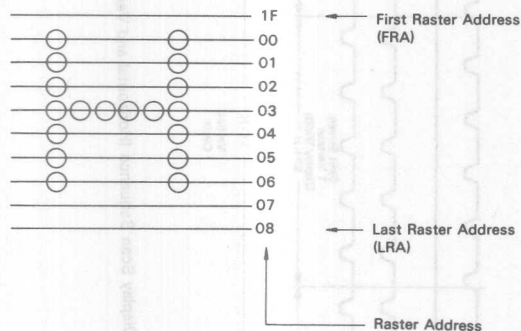 1F First Raster Address
(FRA)
00
01
02
03
04
05
06
07
08 Last Raster Address
(LRA)
Raster Address